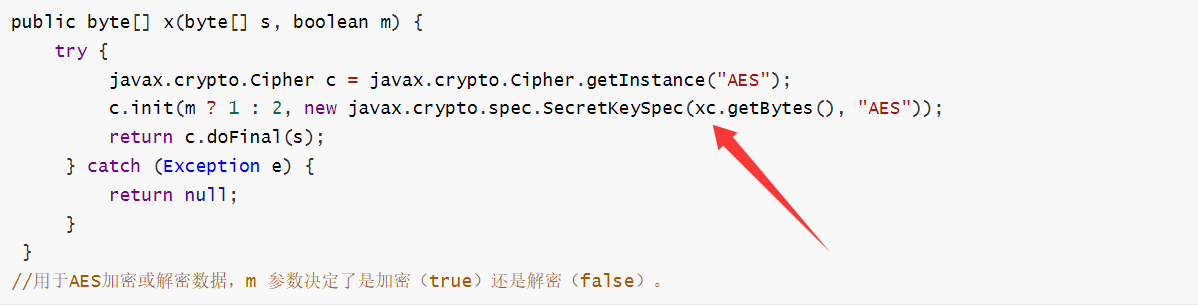 public byte[] x(byte[] s, boolean m) {
    try {
        javax.crypto.Cipher c = javax.crypto.Cipher.getInstance("AES");
        c.init(m ? 1 : 2, new javax.crypto.spec.SecretKeySpec(xc.getBytes(), "AES"));
        return c.doFinal(s);
    } catch (Exception e) {
        return null;
    }
}
//用于AES加密或解密数据，m 参数决定了是加密（true）还是解密（false）。